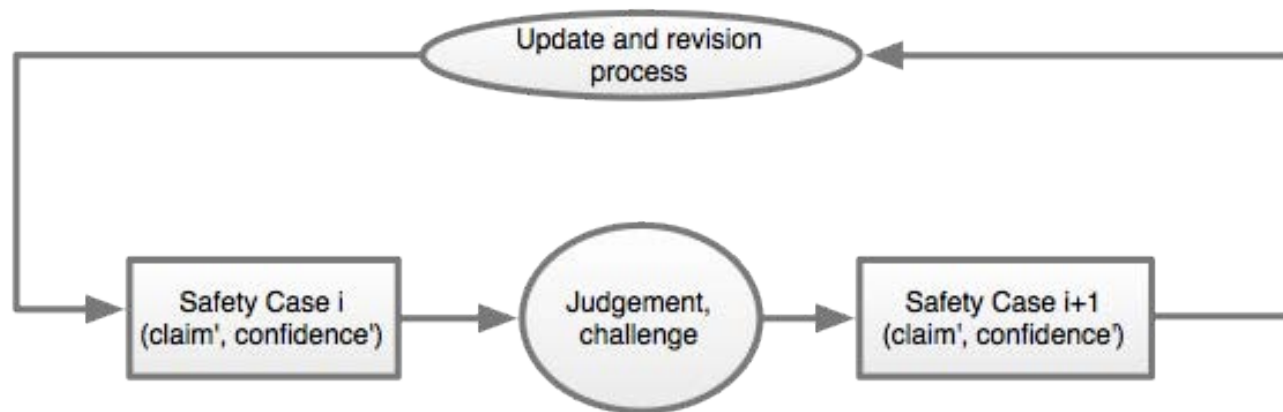 Update and revision
process
Safety Case i
(claim', confidence')
Judgement,
challenge
Safety Case i+1
(claim', confidence')